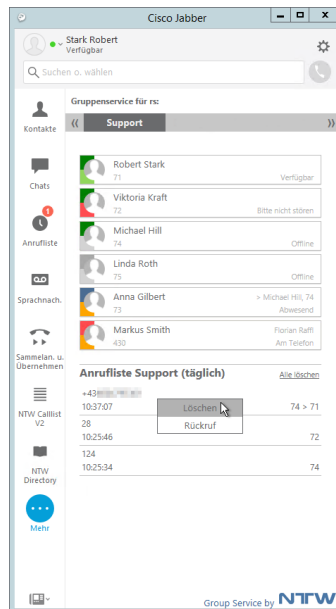 Cisco Jabber
Stark Robert
Verfügbar
Suchen o. wählen
Kontakte
Chats
1
Anrufliste
Sprachnach.
Sammelan. u.
Übernehmen
NTW Calllist
V2
NTW
Directory
Mehr
Gruppenservice für rs:
Support
Robert Stark
71 Verfügbar
Viktoria Kraft
72 Bitte nicht stören
Michael Hill
74 Offline
Linda Roth
75 Offline
Anna Gilbert > Michael Hill, 74
73 Abwesend
Markus Smith Florian Raffl
430 Am Telefon
Anrufliste Support (täglich) Alle löschen
+43
10:37:07 74 > 71
Löschen
Rückruf
28
10:25:46 72
124
10:25:34 74
Group Service by NTW